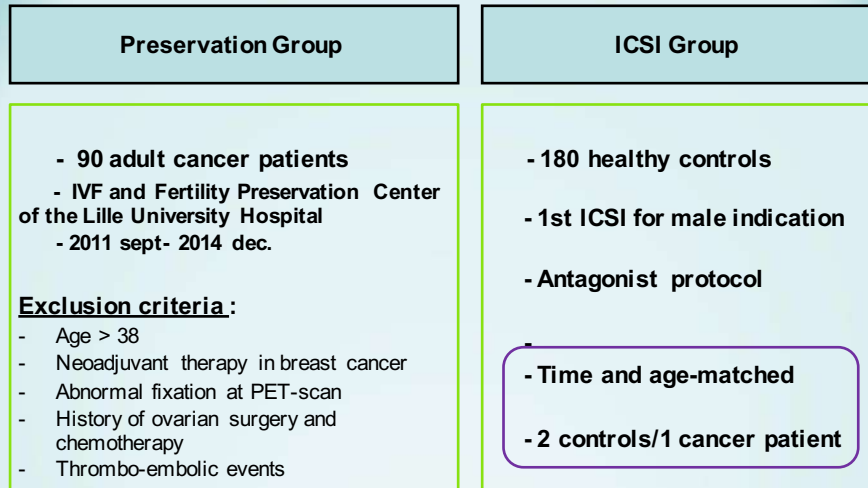 Preservation Group
- 90 adult cancer patients
- IVF and Fertility Preservation Center
of the Lille University Hospital
- 2011 sept- 2014 dec.
Exclusion criteria :
- Age > 38
- Neoadjuvant therapy in breast cancer
- Abnormal fixation at PET-scan
- History of ovarian surgery and
chemotherapy
- Thrombo-embolic events
ICSI Group
- 180 healthy controls
- 1st ICSI for male indication
- Antagonist protocol
-
- Time and age-matched
- 2 controls/1 cancer patient